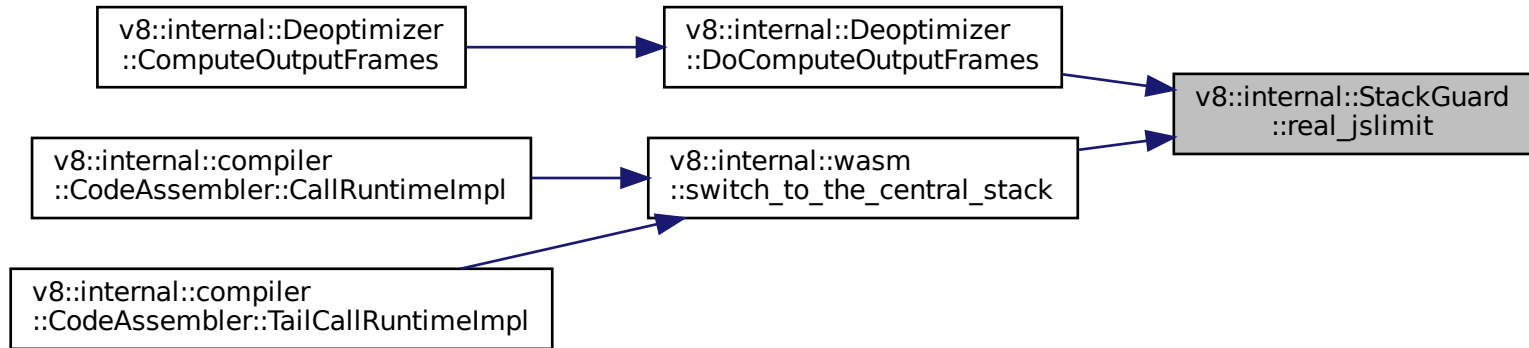 v8::internal::Deoptimizer
::ComputeOutputFrames
v8::internal::Deoptimizer
::DoComputeOutputFrames
v8::internal::StackGuard
::real_jslimit
v8::internal::compiler
::CodeAssembler::CallRuntimeImpl
v8::internal::wasm
::switch_to_the_central_stack
v8::internal::compiler
::CodeAssembler::TailCallRuntimeImpl